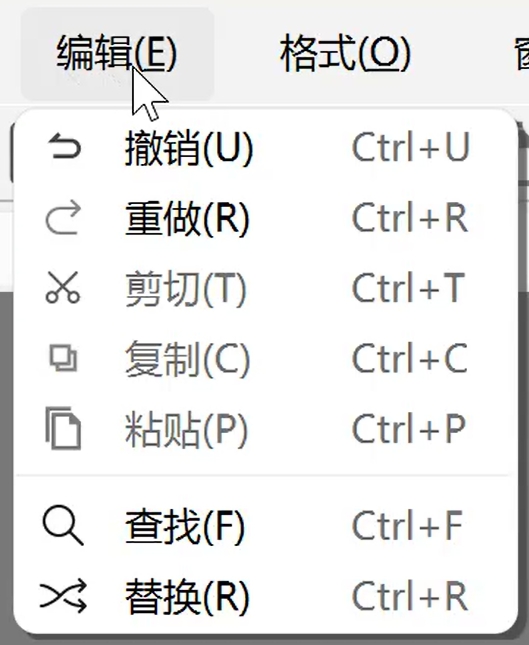 编辑(E) 格式(O)
撤销(U) Ctrl+U
重做(R) Ctrl+R
剪切(T) Ctrl+T
复制(C) Ctrl+C
粘贴(P) Ctrl+P
查找(F) Ctrl+F
替换(R) Ctrl+R